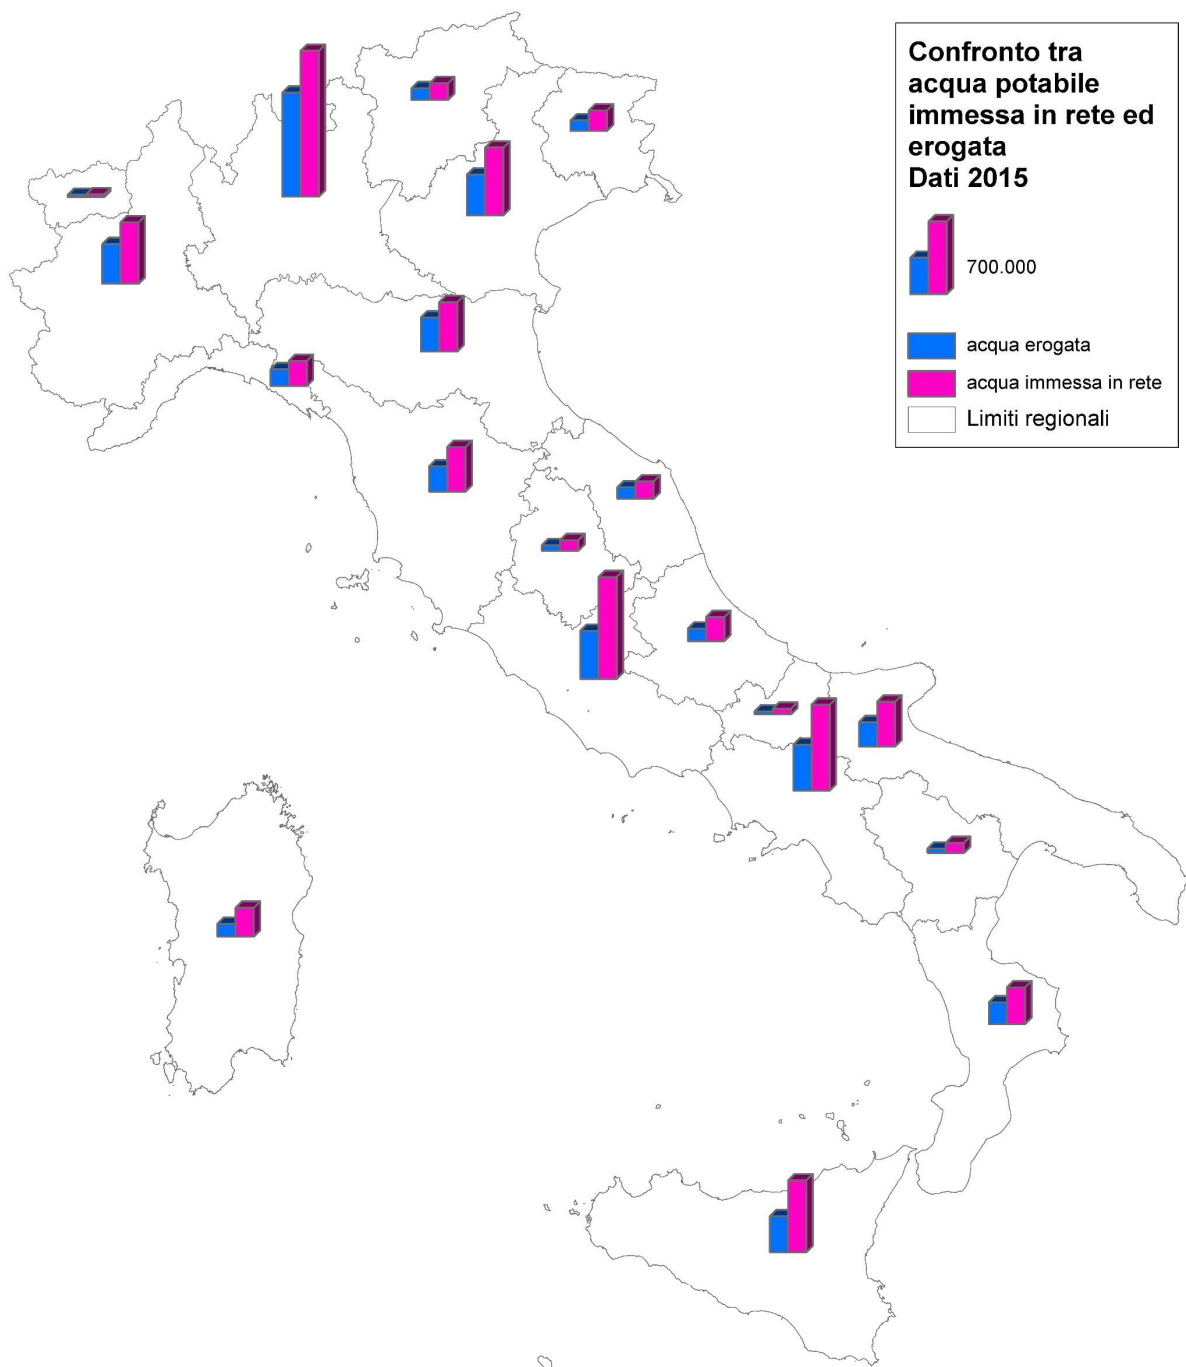 Confronto tra
acqua potabile
immessa in rete ed
erogata
Dati 2015
700.000
acqua erogata
acqua immessa in rete
Limiti regionali